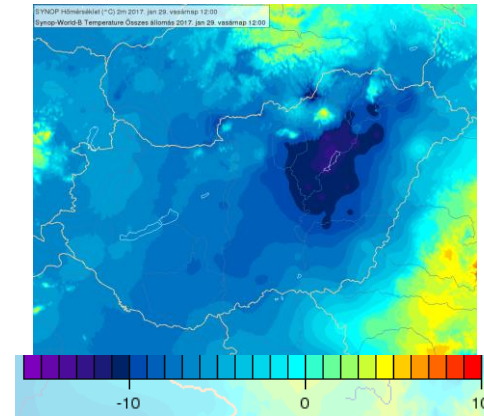 SYNOP Hőmérséklet (°C) 2m 2017. jan 29. vasárnap 12:00
Synop-World-B Temperature Összes állomás 2017. jan 29. vasárnap 12:00
-10 0 10